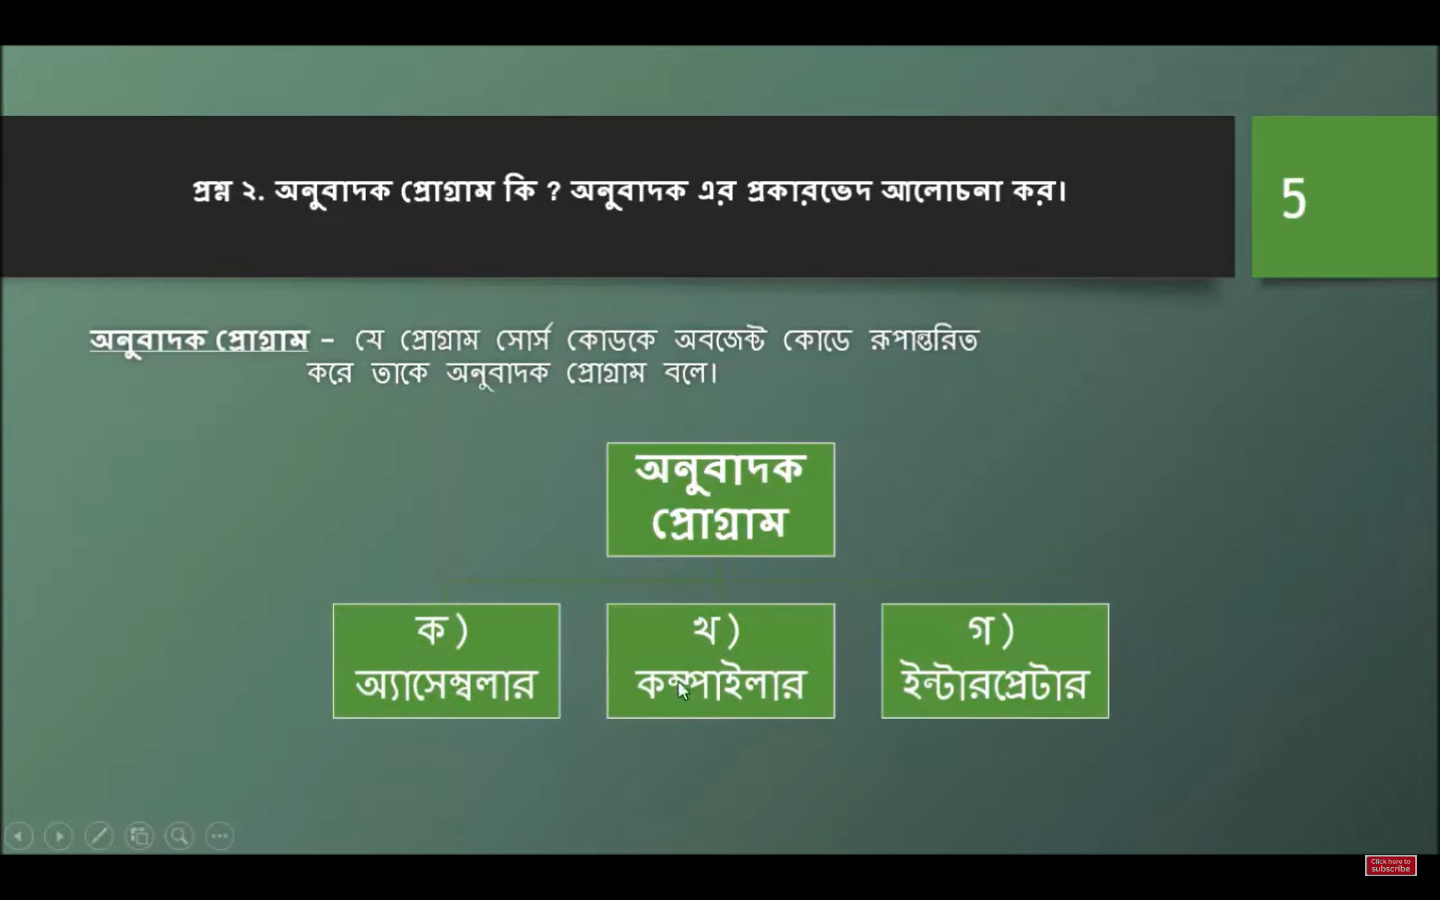 প্রশ্ন ২. অনুবাদক প্রোগ্রাম কি ? অনুবাদক এর প্রকারভেদ আলোচনা কর।
5
অনুবাদক প্রোগ্রাম – যে প্রোগ্রাম সোর্স কোডকে অবজেক্ট কোডে রূপান্তরিত
করে তাকে অনুবাদক প্রোগ্রাম বলে।
অনুবাদক
প্রোগ্রাম
ক)
অ্যাসেম্বলার
খ)
কম্পাইলার
গ)
ইন্টারপ্রেটার
Click here to
subscribe